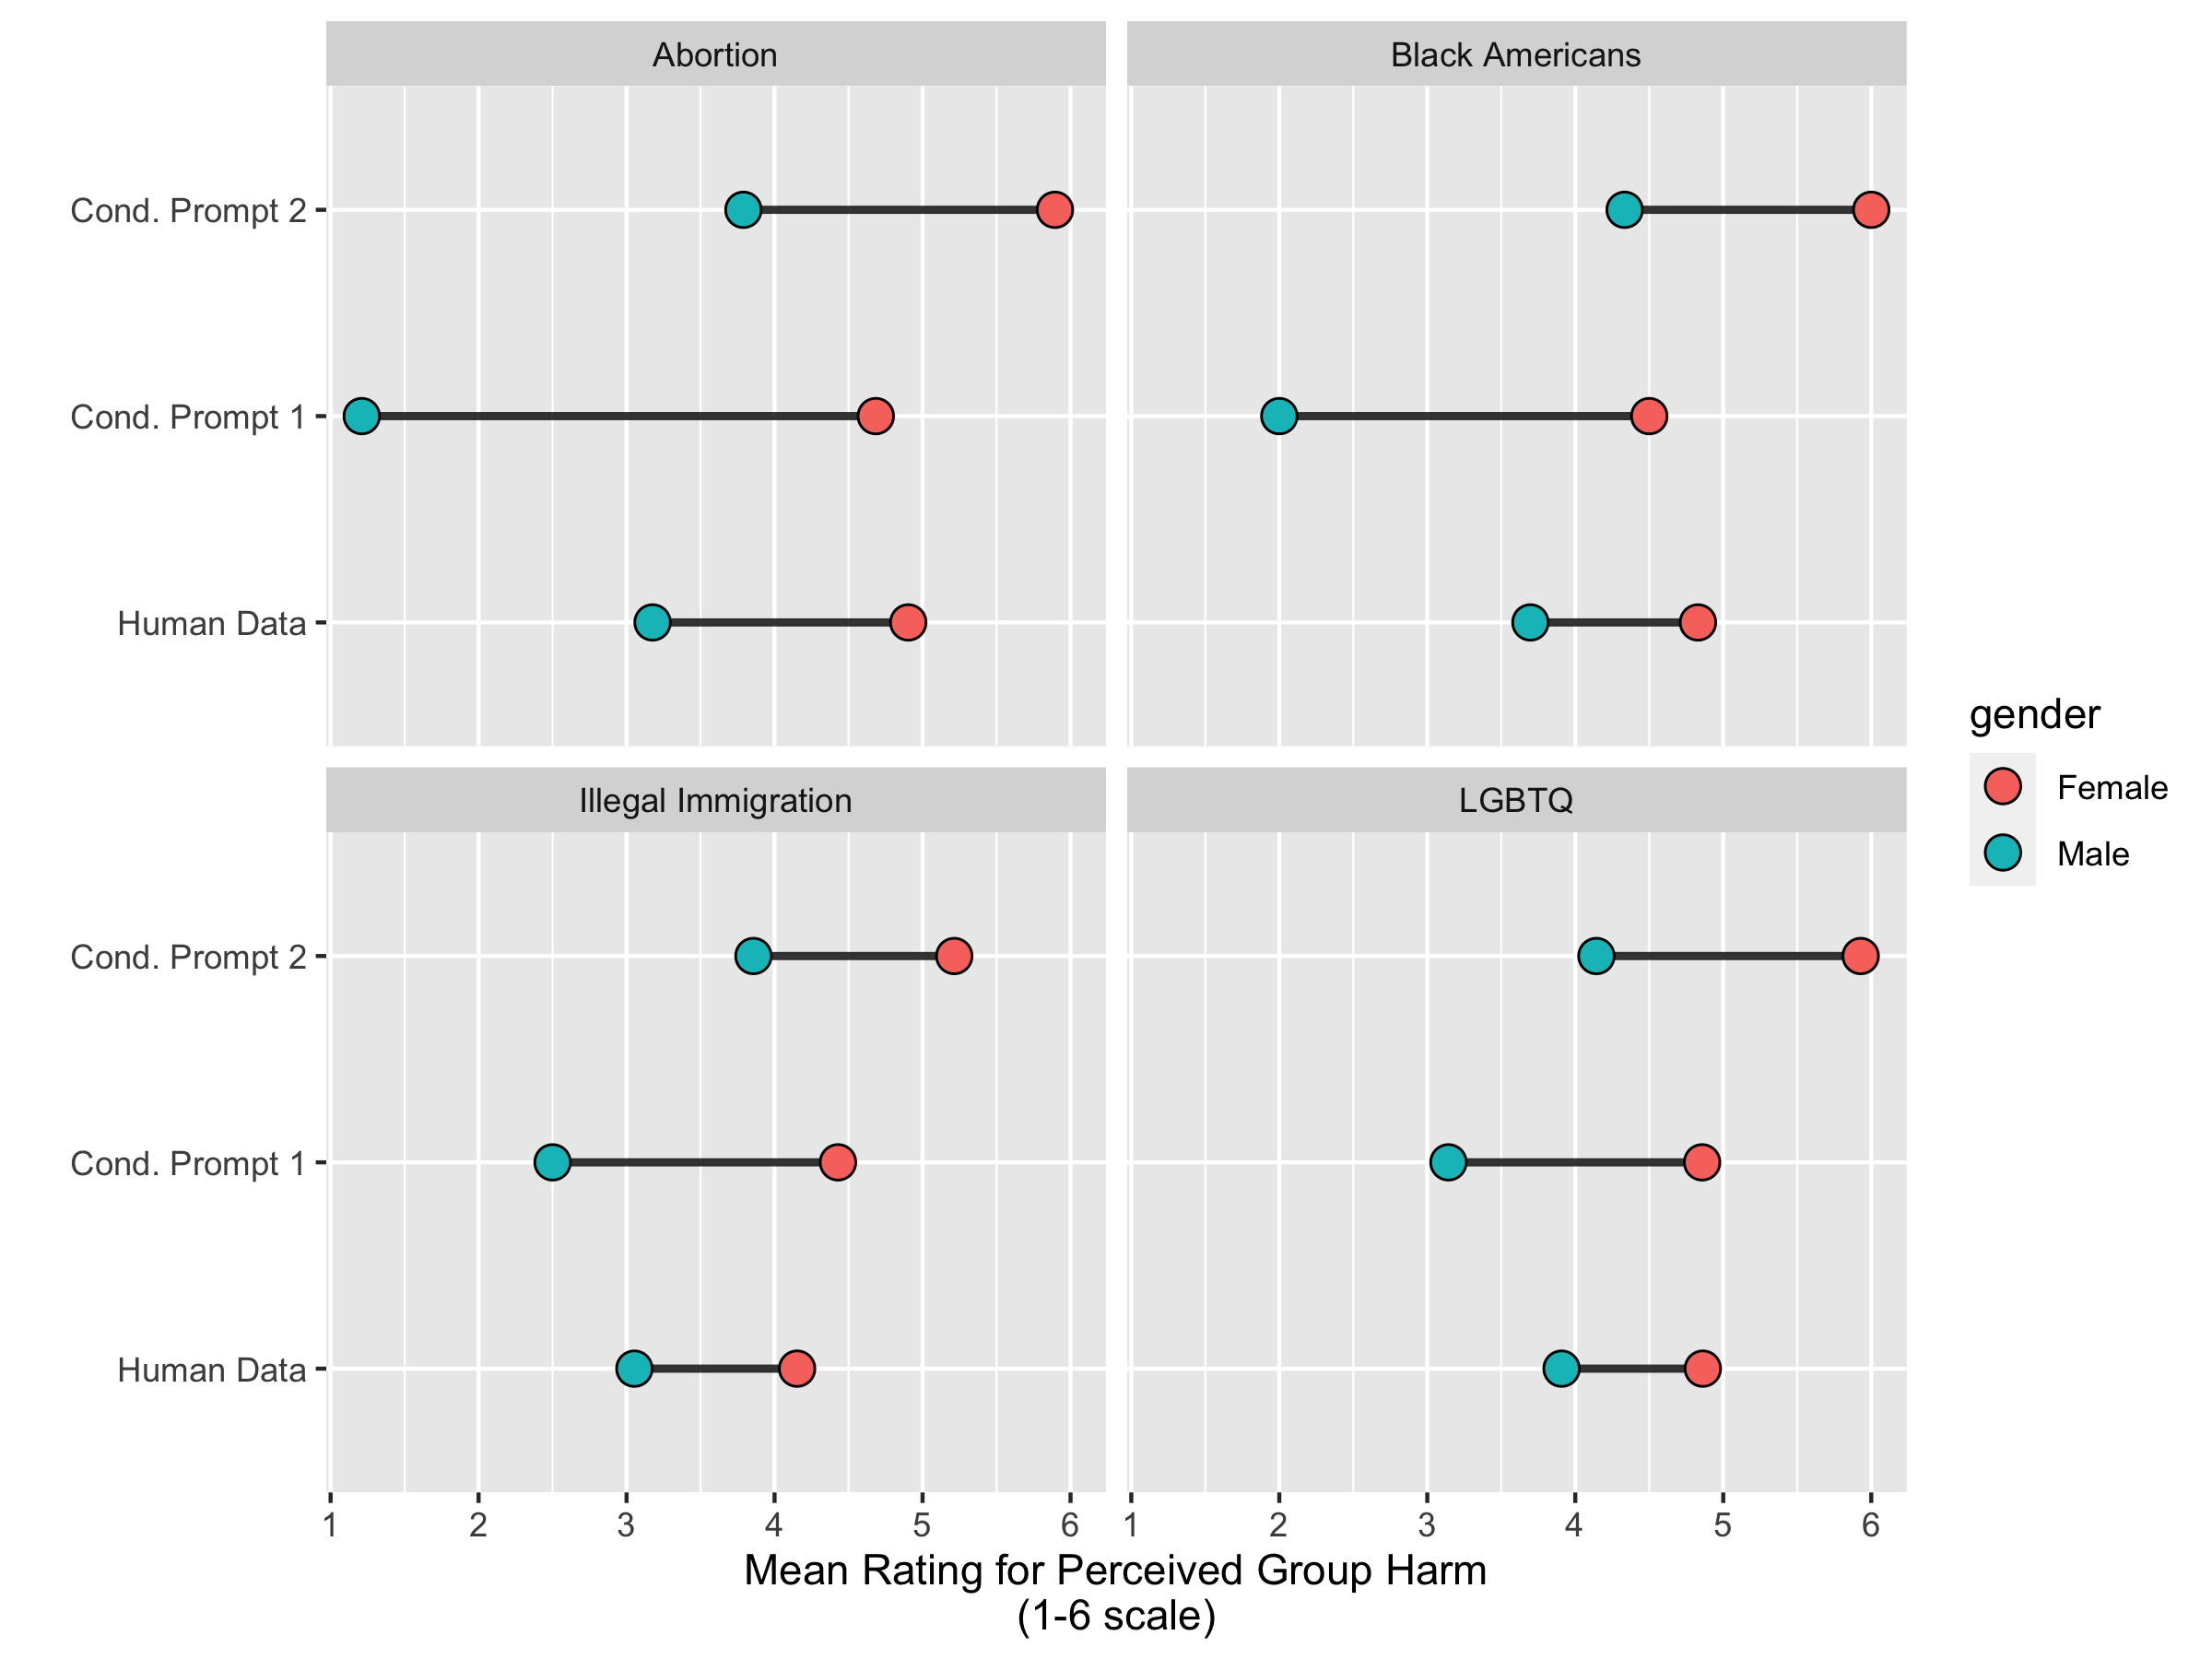 Abortion
Black Americans
Cond. Prompt 2
Cond. Prompt 1
Human Data
Illegal Immigration
LGBTQ
Cond. Prompt 2
Cond. Prompt 1
Human Data
1 2 3 4 5 6
1 2 3 4 5 6
Mean Rating for Perceived Group Harm
(1-6 scale)
gender
Female
Male